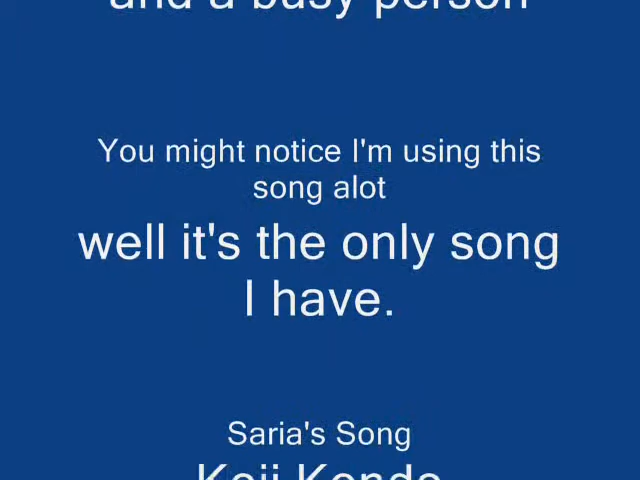 and a busy person
You might notice I'm using this
song alot
well it's the only song
I have.
Saria's Song
Koji Kondo